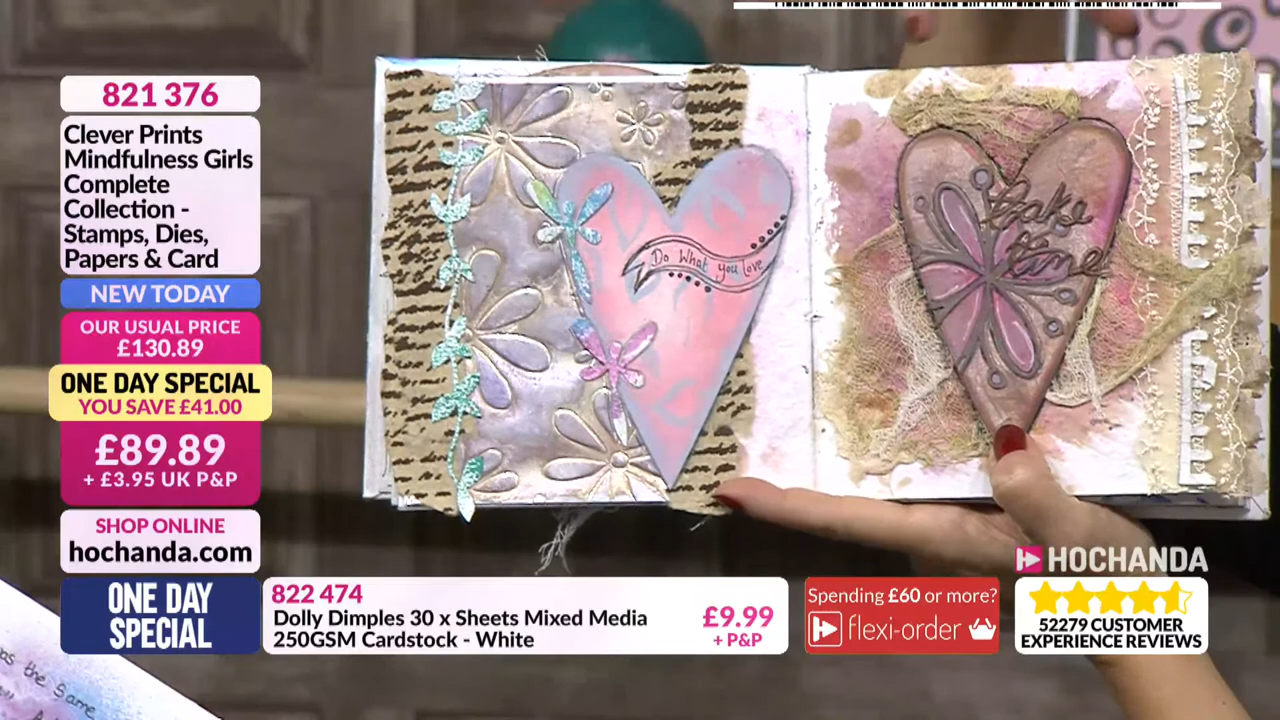 821 376
Clever Prints
Mindfulness Girls
Complete
Collection -
Stamps, Dies,
Papers & Card
NEW TODAY
OUR USUAL PRICE
£130.89
ONE DAY SPECIAL
YOU SAVE £41.00
£89.89
+ £3.95 UK P&P
SHOP ONLINE
hochanda.com
ONE DAY
SPECIAL
822 474
Dolly Dimples 30 x Sheets Mixed Media
250GSM Cardstock - White
£9.99
+ P&P
Spending £60 or more?
flexi-order
HOCHANDA
52279 CUSTOMER
EXPERIENCE REVIEWS
Do What you love
take
time
as the Same